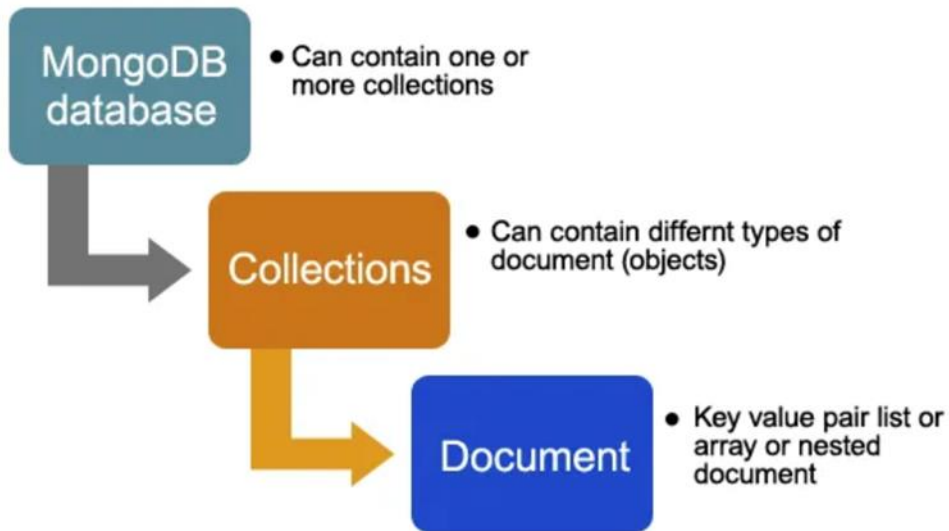 MongoDB
database
● Can contain one or
more collections
Collections
● Can contain differnt types of
document (objects)
Document
● Key value pair list or
array or nested
document